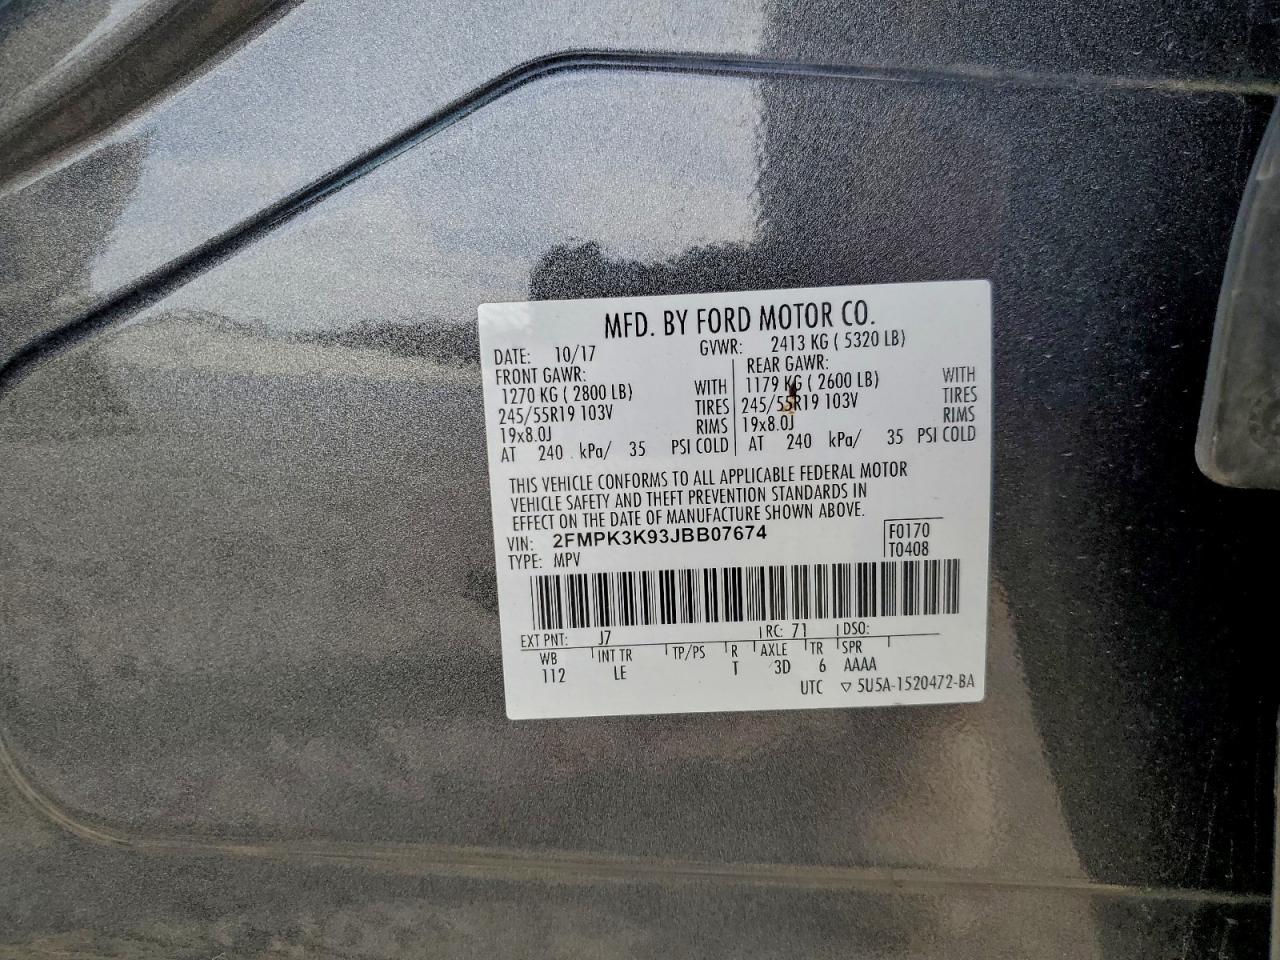 MFD. BY FORD MOTOR CO.
DATE: 10/17 GVWR: 2413 KG ( 5320 LB)
FRONT GAWR: REAR GAWR:
1270 KG ( 2800 LB) WITH 1179 KG ( 2600 LB) WITH
245/55R19 103V TIRES 245/55R19 103V TIRES
19x8.0J RIMS 19x8.0J RIMS
AT 240 kPa/ 35 PSI COLD AT 240 kPa/ 35 PSI COLD
THIS VEHICLE CONFORMS TO ALL APPLICABLE FEDERAL MOTOR
VEHICLE SAFETY AND THEFT PREVENTION STANDARDS IN
EFFECT ON THE DATE OF MANUFACTURE SHOWN ABOVE.
VIN: 2FMPK3K93JBB07674 F0170
TYPE: MPV T0408
EXT PNT: J7 RC: 71 DSO:
WB INT TR TP/PS R AXLE TR SPR
112 LE T 3D 6 AAAA
UTC ▽ 5U5A-1520472-BA